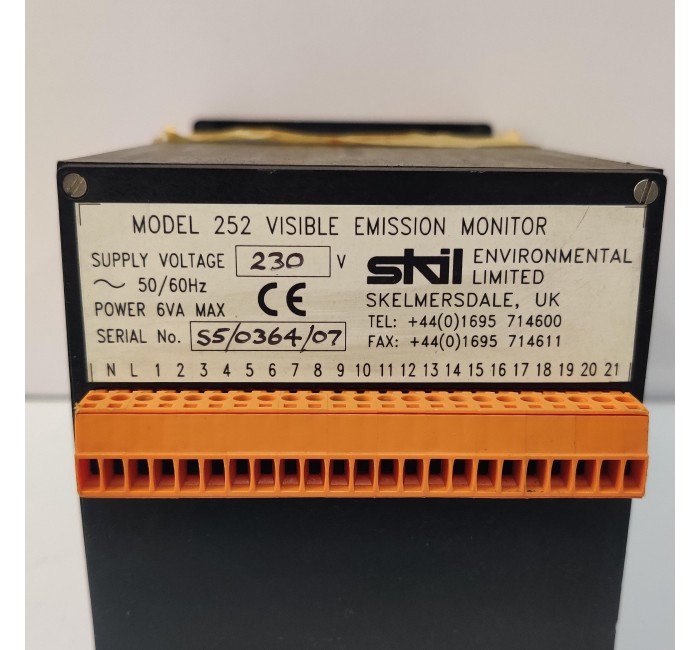 MODEL 252 VISIBLE EMISSION MONITOR
SUPPLY VOLTAGE 230 V
~ 50/60Hz
POWER 6VA MAX CE
SERIAL No. S5/0364/07
skil ENVIRONMENTAL LIMITED
SKELMERSDALE, UK
TEL: +44(0)1695 714600
FAX: +44(0)1695 714611
N L 1 2 3 4 5 6 7 8 9 10 11 12 13 14 15 16 17 18 19 20 21